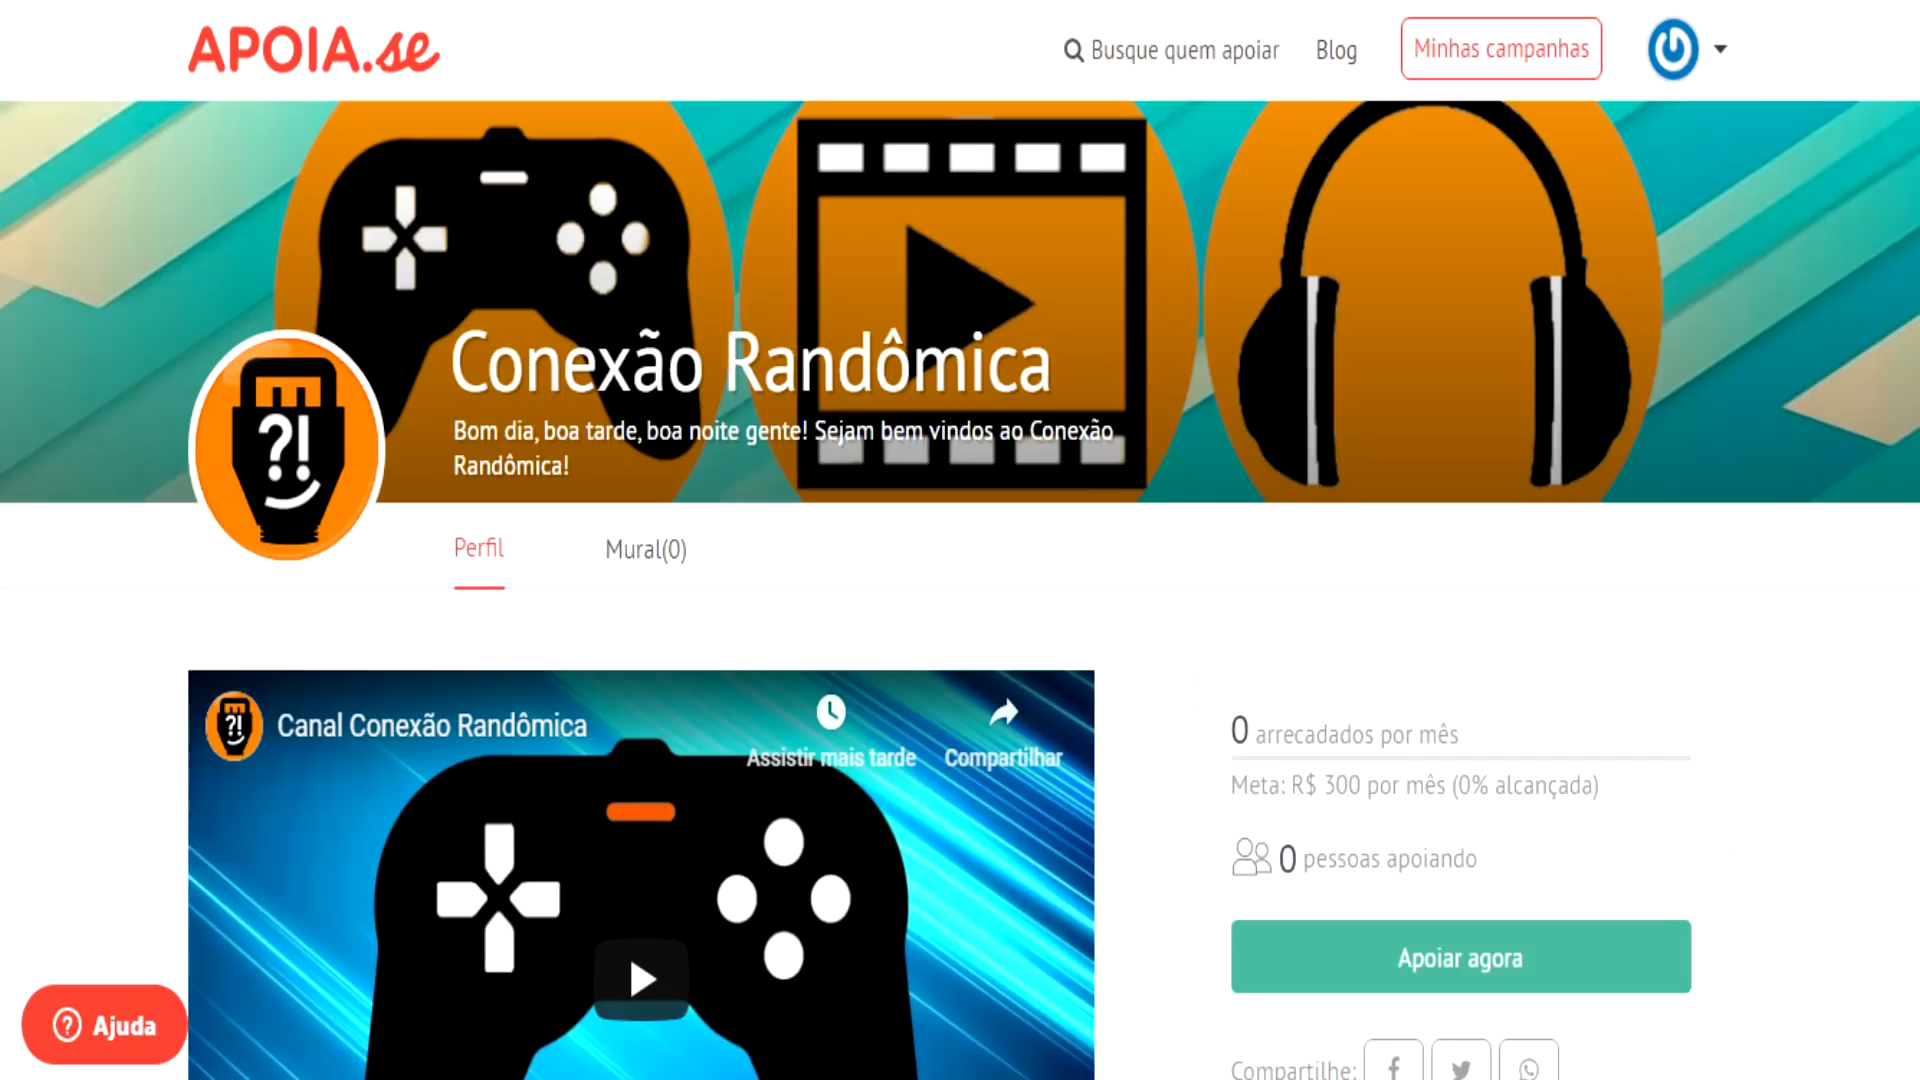 APOIA.se
Busque quem apoiar
Blog
Minhas campanhas
Conexão Randômica
Bom dia, boa tarde, boa noite gente! Sejam bem vindos ao Conexão
Randômica!
?!
Perfil
Mural(0)
?!
Canal Conexão Randômica
Assistir mais tarde
Compartilhar
0 arrecadados por mês
Meta: R$ 300 por mês (0% alcançada)
0 pessoas apoiando
Apoiar agora
? Ajuda
Compartilhe: